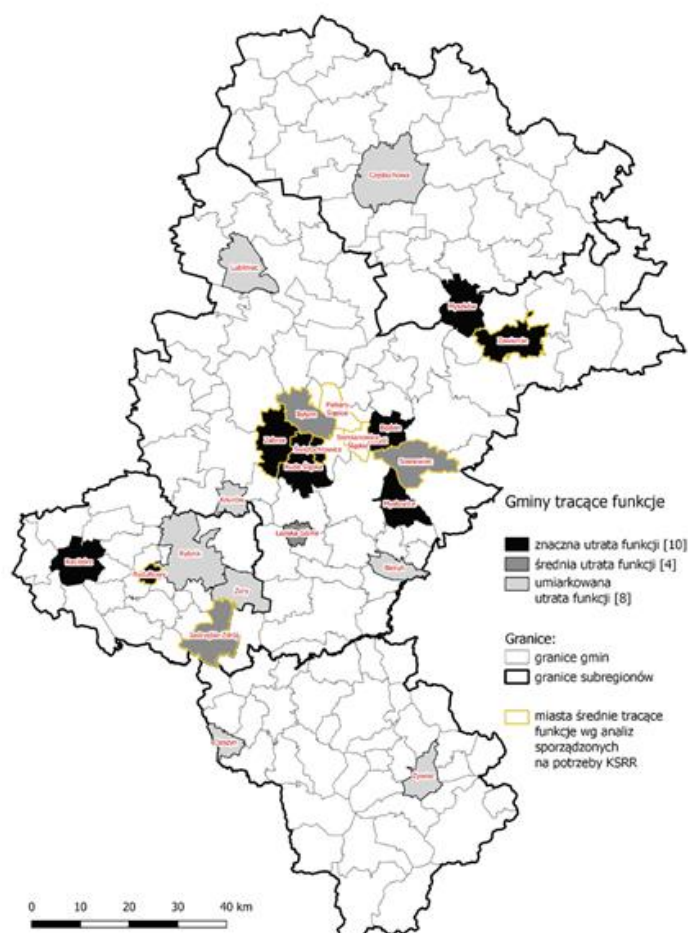 Częstochowa
Lubliniec
Myszków
Zawiercie
Piekary
Śląskie
Bytom
Zabrze
Świętochłowice
Siemianowice
Śląskie
Będzin
Ruda Śląska
Sosnowiec
Mysłowice
Knurów
Łaziska Górne
Bieruń
Racibórz
Rybnik
Żory
Jastrzębie-Zdrój
Cieszyn
Żywiec
Gminy tracące funkcje
znaczna utrata funkcji [10]
średnia utrata funkcji [4]
umiarkowana
utrata funkcji [8]
Granice:
granice gmin
granice subregionów
miasta średnie tracące
funkcje wg analiz
sporządzonych
na potrzeby KSRR
0 10 20 30 40 km